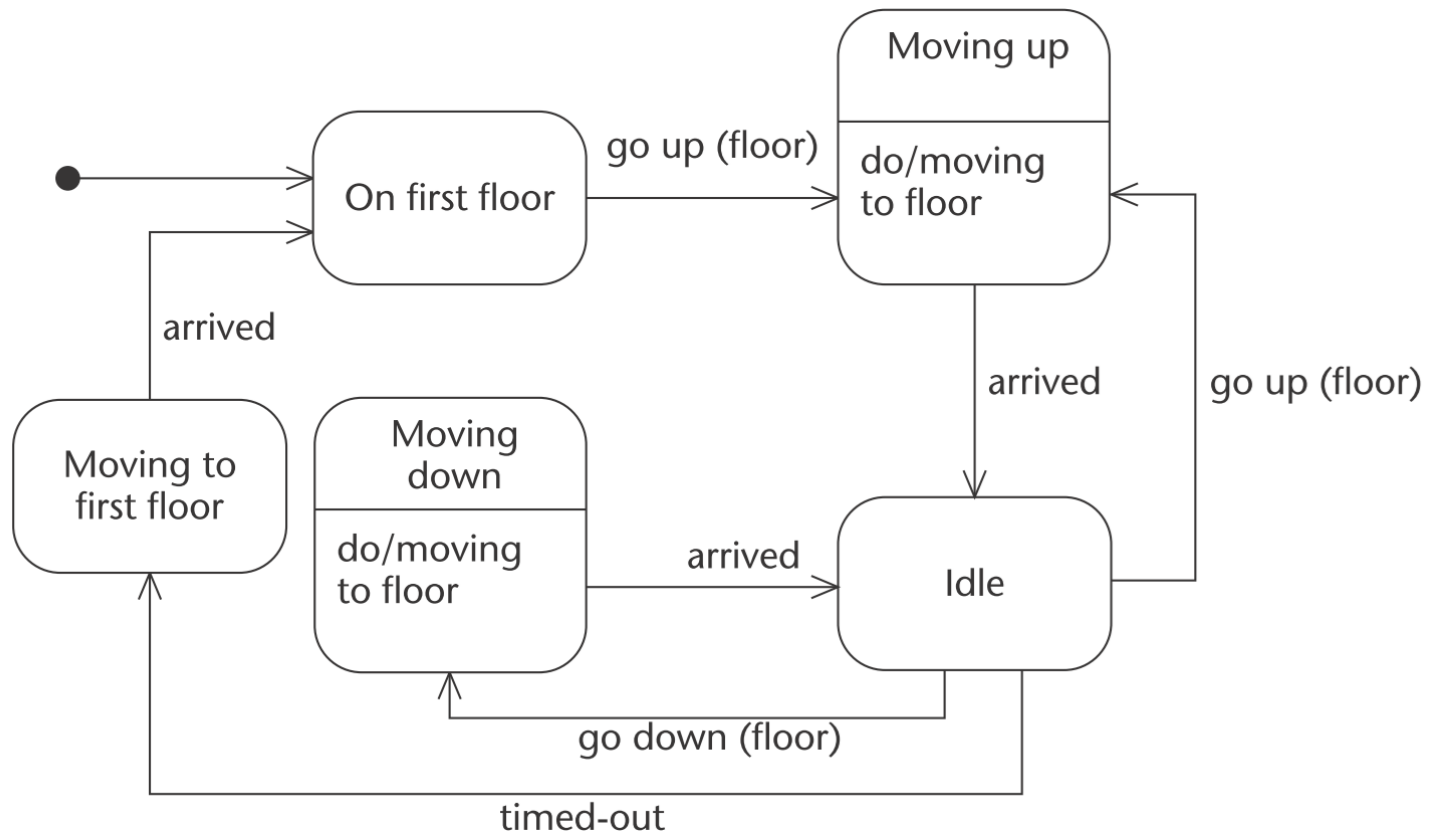 Moving up
go up (floor)
do/moving
to floor
On first floor
arrived
arrived
go up (floor)
Moving to
first floor
Moving
down
do/moving
to floor
arrived
Idle
go down (floor)
timed-out